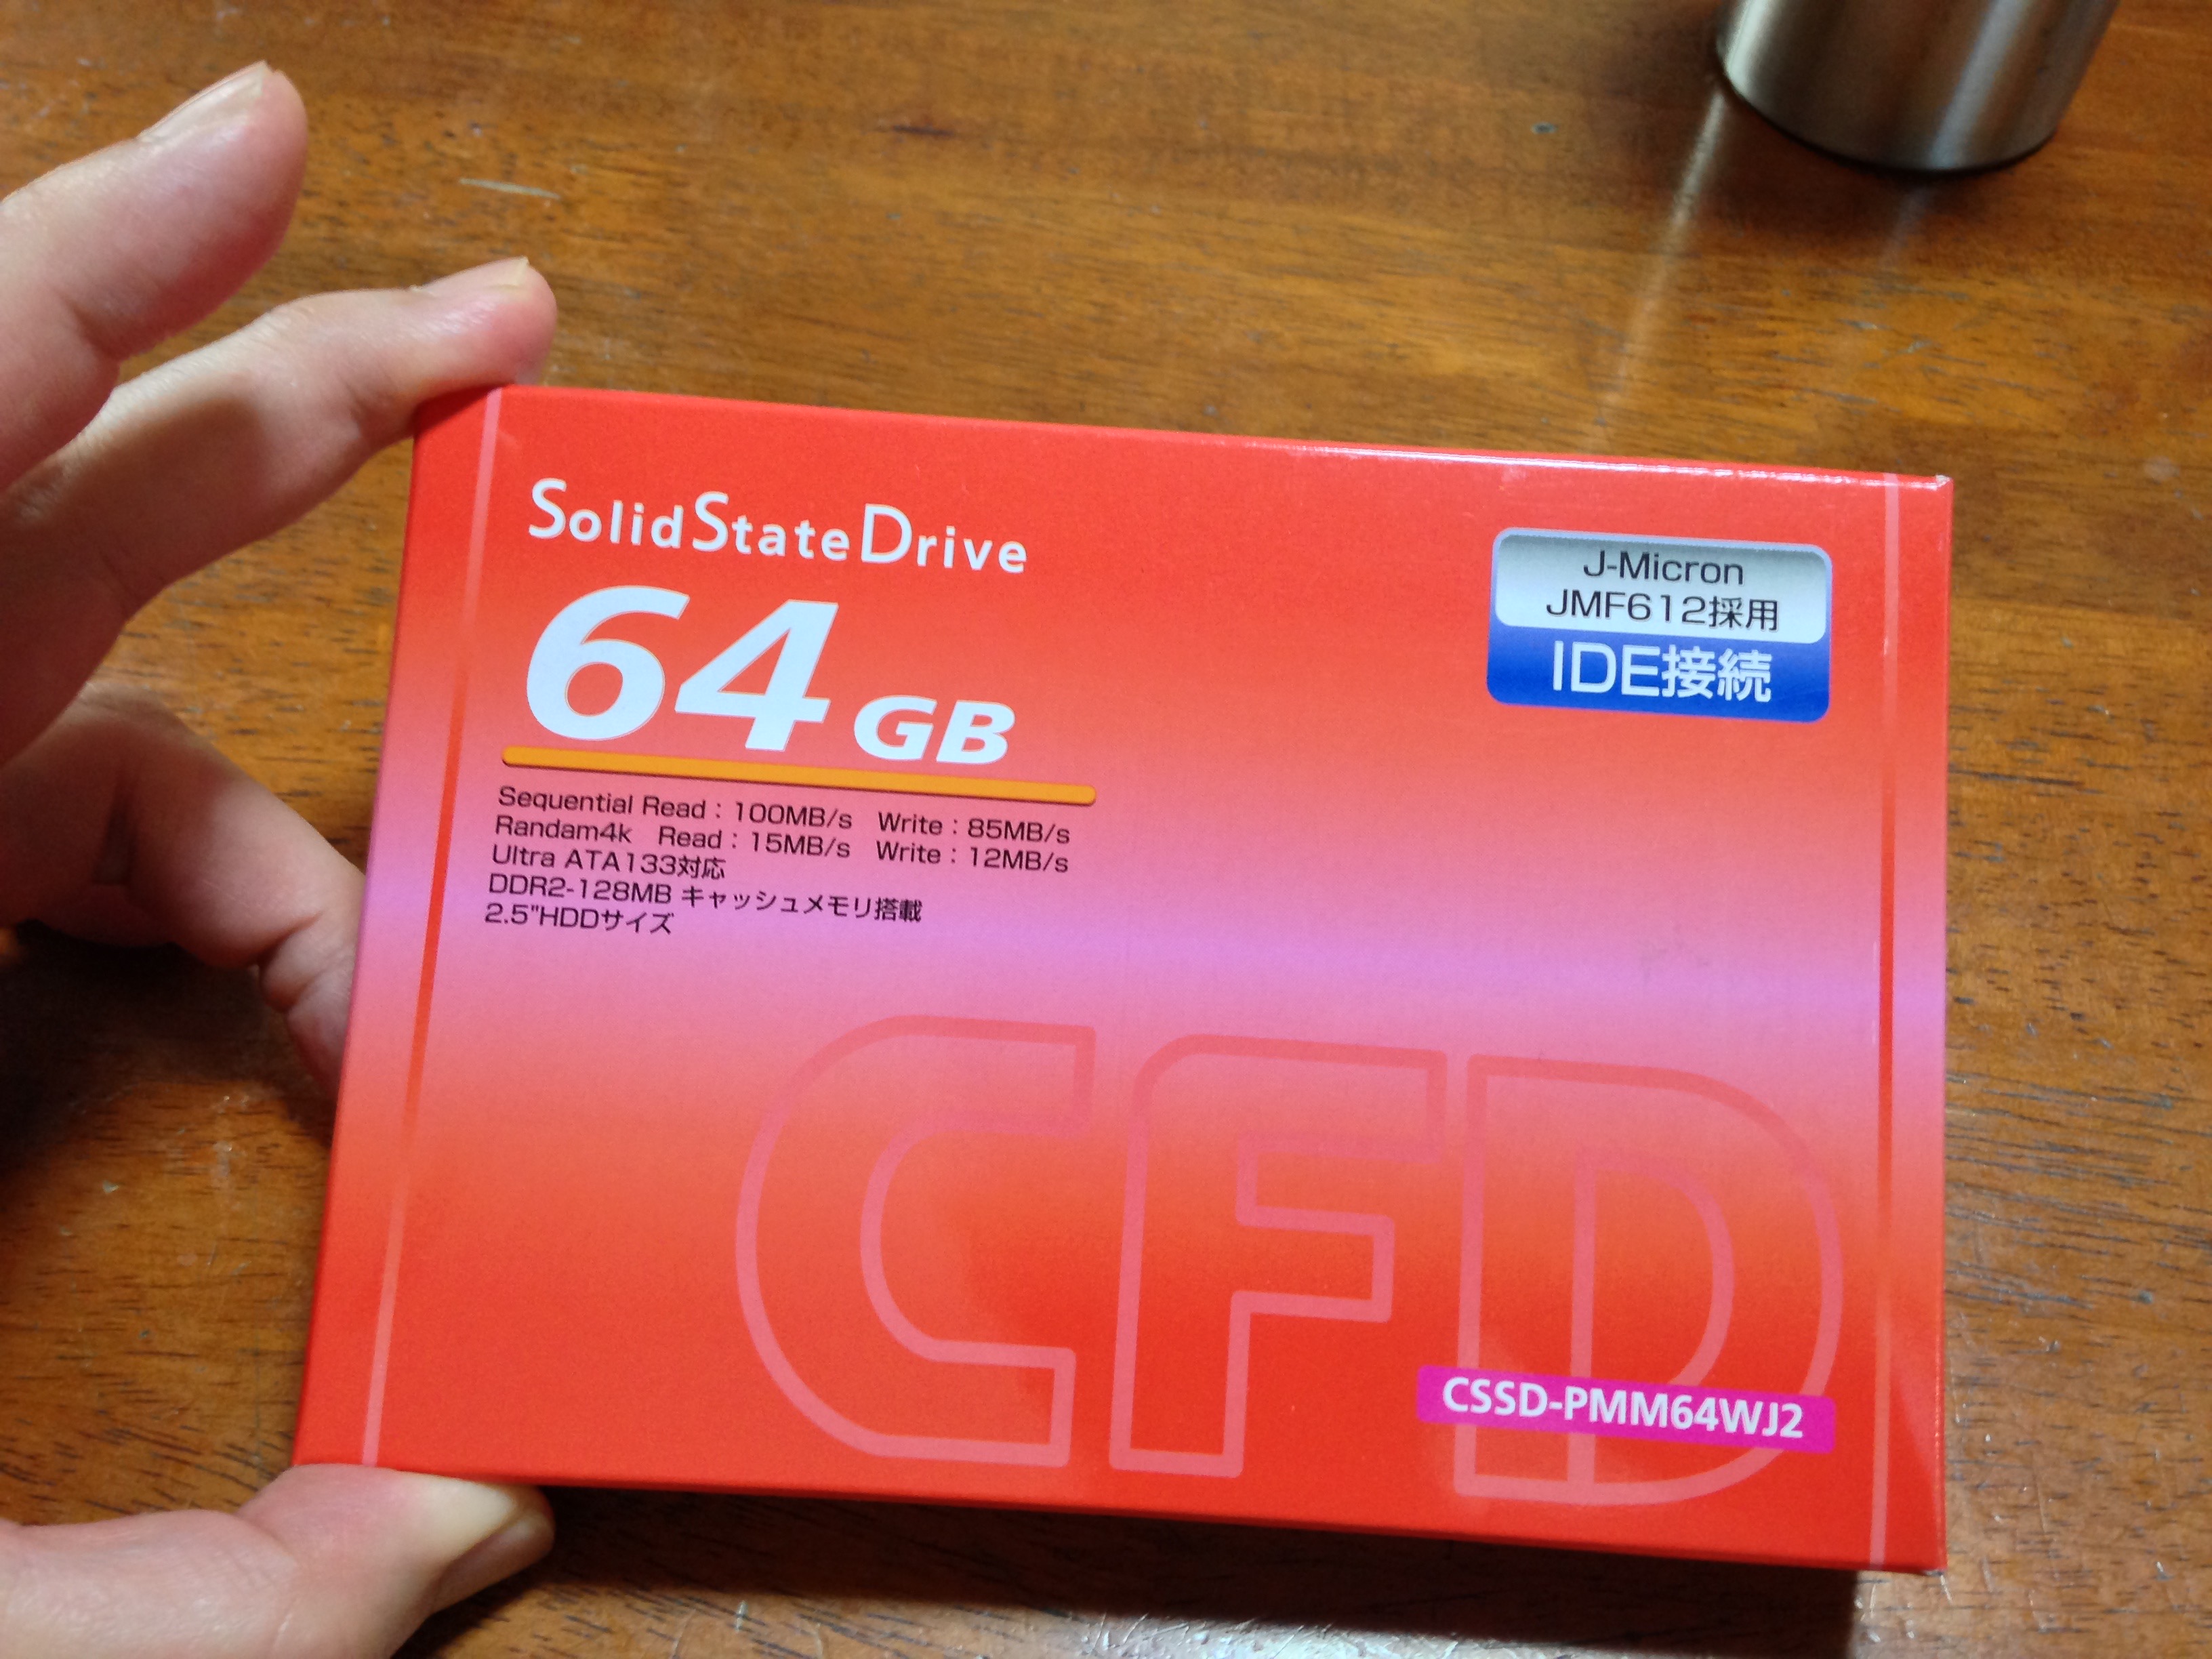 SolidStateDrive
64GB
Sequential Read：100MB/s　Write：85MB/s
Randam4k　Read：15MB/s　Write：12MB/s
Ultra ATA133対応
DDR2-128MB キャッシュメモリ搭載
2.5"HDDサイズ
J-Micron
JMF612採用
IDE接続
CFD
CSSD-PMM64WJ2